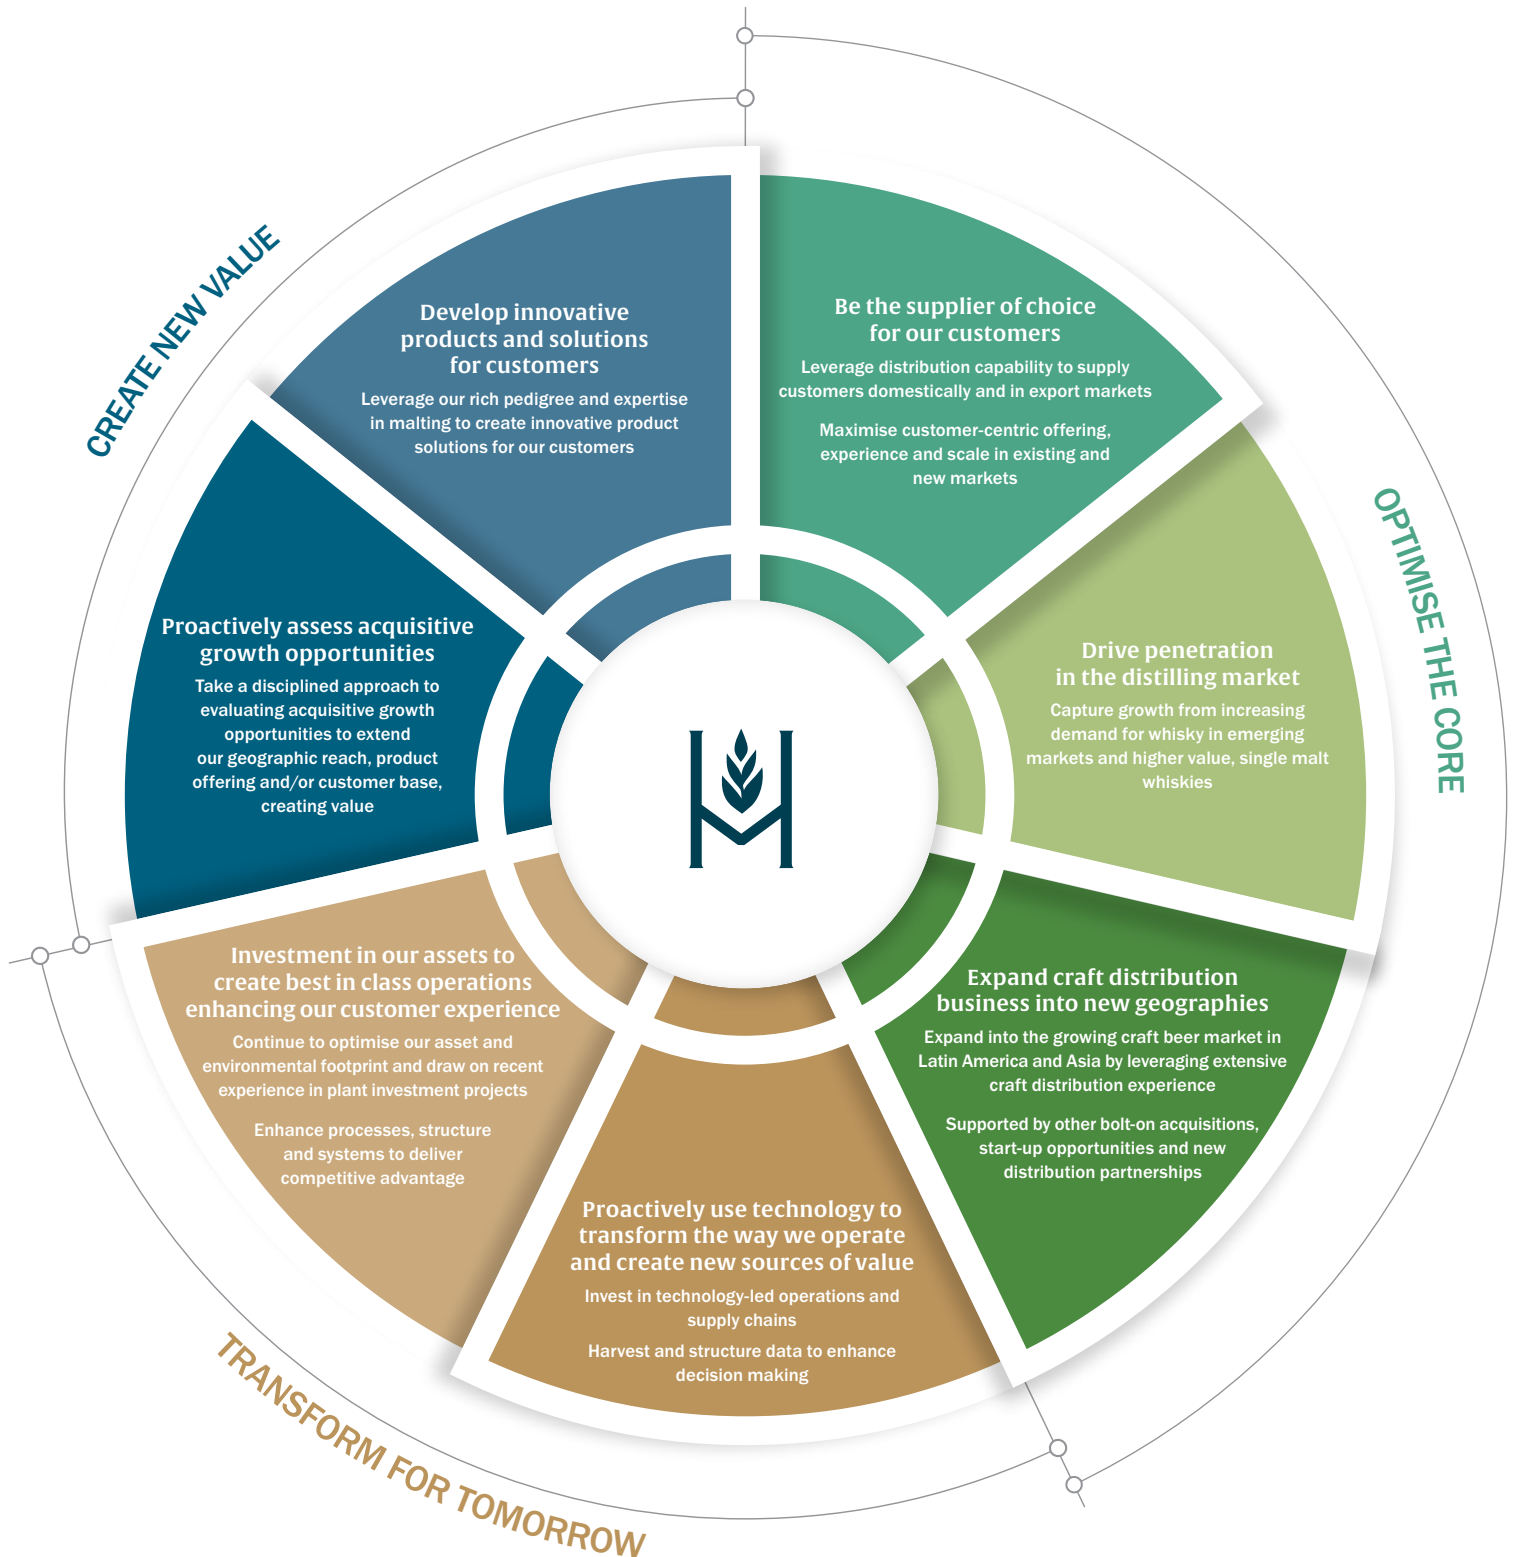 CREATE NEW VALUE
Develop innovative
products and solutions
for customers
Leverage our rich pedigree and expertise
in malting to create innovative product
solutions for our customers
Proactively assess acquisitive
growth opportunities
Take a disciplined approach to
evaluating acquisitive growth
opportunities to extend
our geographic reach, product
offering and/or customer base,
creating value
OPTIMISE THE CORE
Be the supplier of choice
for our customers
Leverage distribution capability to supply
customers domestically and in export markets
Maximise customer-centric offering,
experience and scale in existing and
new markets
Drive penetration
in the distilling market
Capture growth from increasing
demand for whisky in emerging
markets and higher value, single malt
whiskies
Expand craft distribution
business into new geographies
Expand into the growing craft beer market in
Latin America and Asia by leveraging extensive
craft distribution experience
Supported by other bolt-on acquisitions,
start-up opportunities and new
distribution partnerships
TRANSFORM FOR TOMORROW
Proactively use technology to
transform the way we operate
and create new sources of value
Invest in technology-led operations and
supply chains
Harvest and structure data to enhance
decision making
Investment in our assets to
create best in class operations
enhancing our customer experience
Continue to optimise our asset and
environmental footprint and draw on recent
experience in plant investment projects
Enhance processes, structure
and systems to deliver
competitive advantage